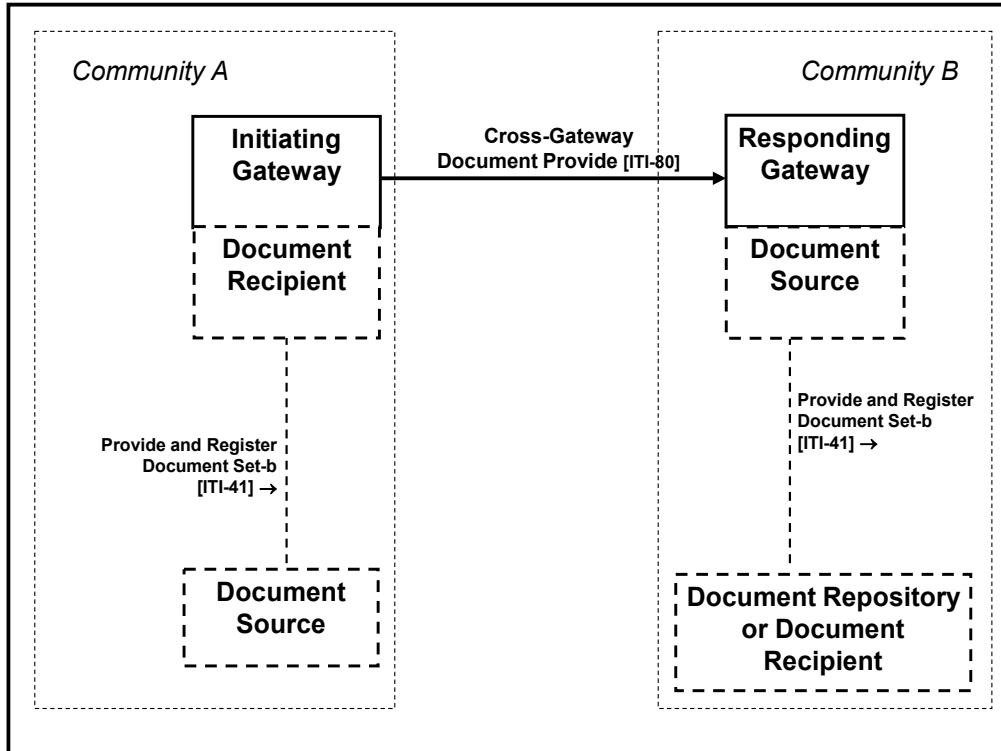 Community A
Community B
Initiating
Gateway
Cross-Gateway
Document Provide [ITI-80]
Responding
Gateway
Document
Recipient
Document
Source
Provide and Register
Document Set-b
[ITI-41] →
Provide and Register
Document Set-b
[ITI-41] →
Document
Source
Document Repository
or Document
Recipient